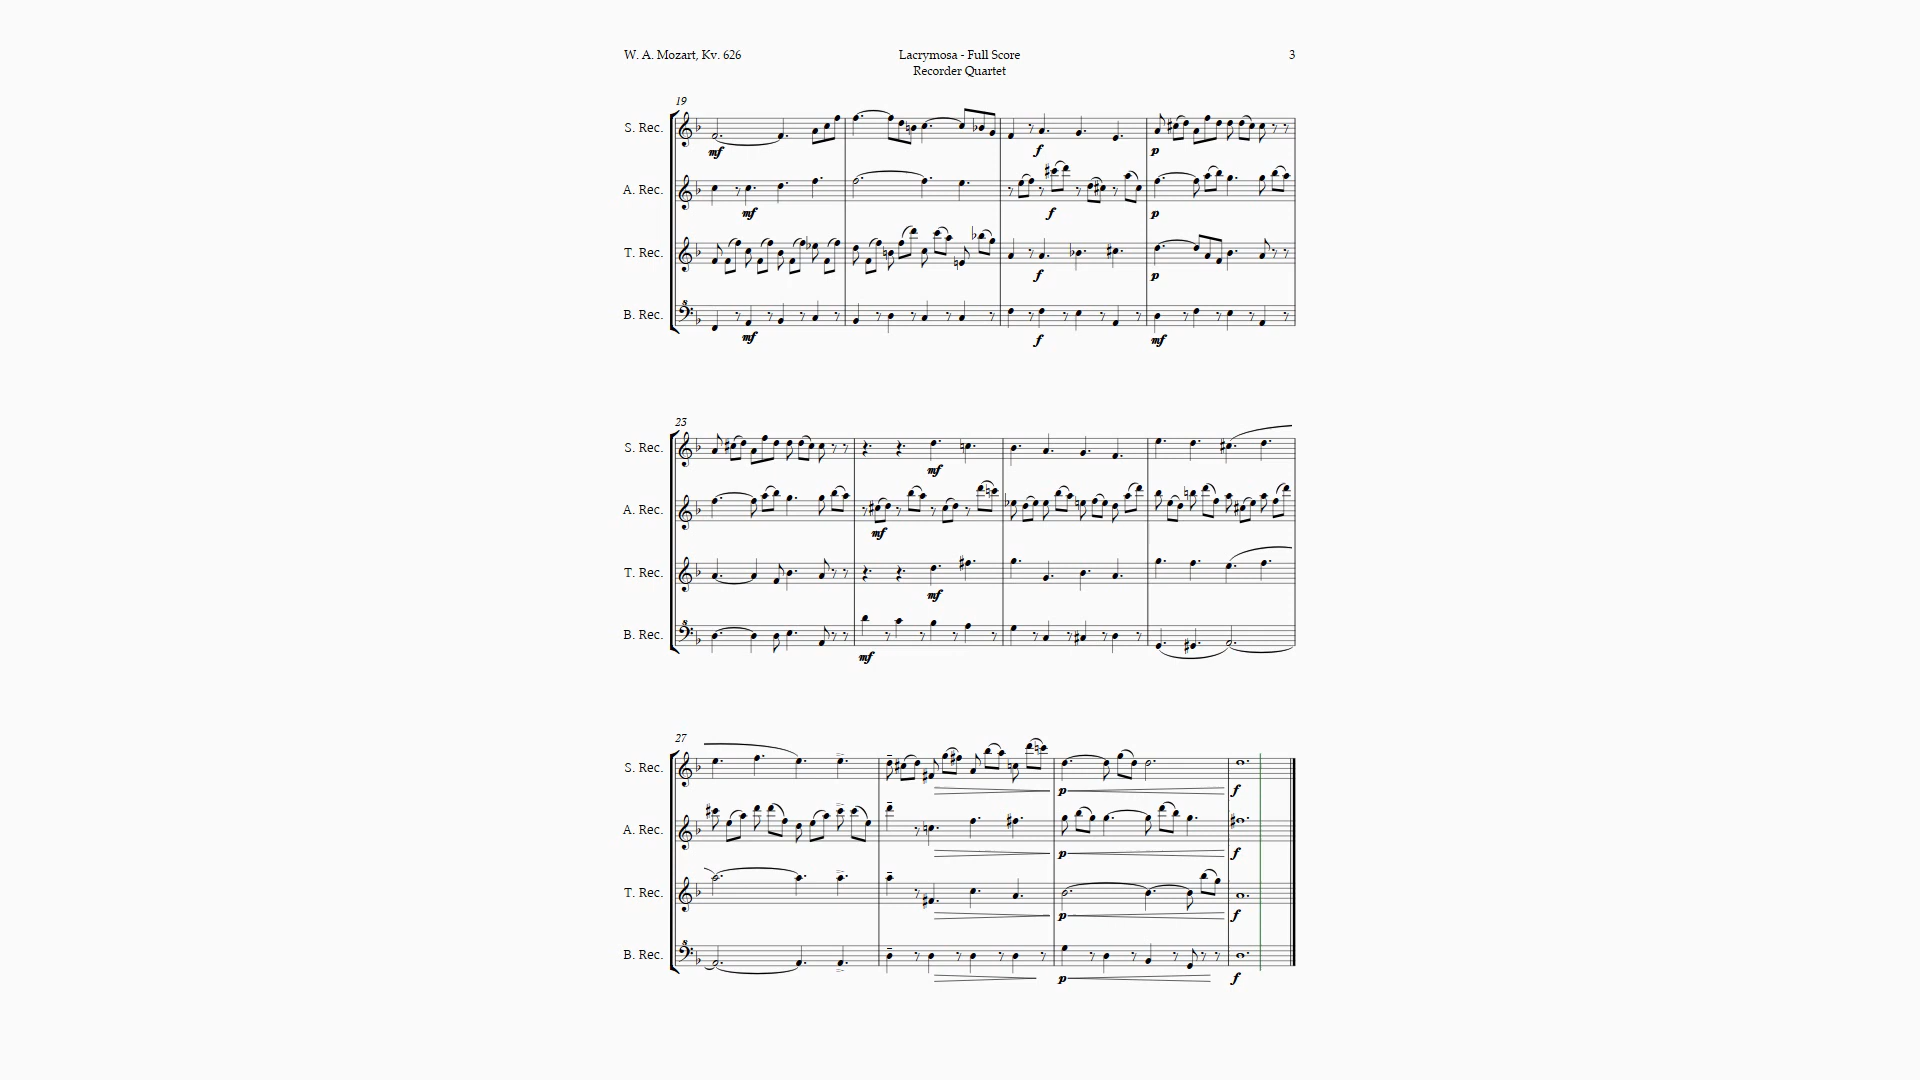 W. A. Mozart, Kv. 626 Lacrymosa - Full Score 3
Recorder Quartet
19
S. Rec.
mf f p
A. Rec.
mf f p
T. Rec.
f p
B. Rec.
mf f mf
23
S. Rec.
mf
A. Rec.
mf
T. Rec.
mf
B. Rec.
mf
27
S. Rec.
p f
A. Rec.
p f
T. Rec.
p f
B. Rec.
p f